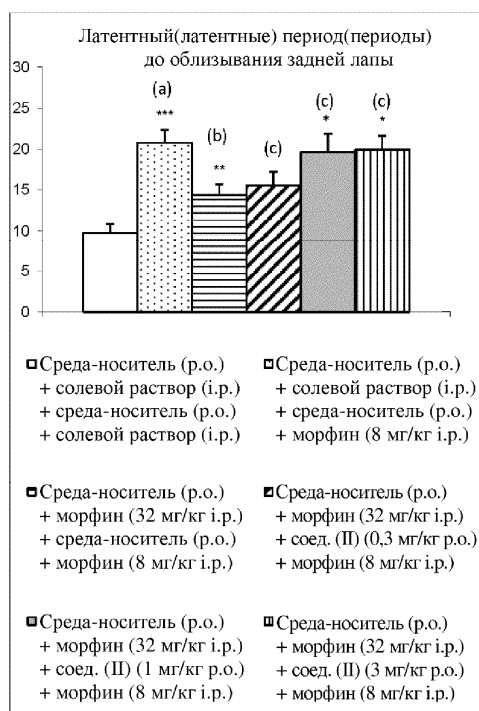 Латентный(латентные) период(периоды)
до облизывания задней лапы
30
25
20
15
10
5
0
(a)
***
(b)
**
(c)
(c)
*
(c)
*
Среда-носитель (p.o.)
+ солевой раствор (i.p.)
+ среда-носитель (p.o.)
+ солевой раствор (i.p.)
Среда-носитель (p.o.)
+ солевой раствор (i.p.)
+ среда-носитель (p.o.)
+ морфин (8 мг/кг i.p.)
Среда-носитель (p.o.)
+ морфин (32 мг/кг i.p.)
+ среда-носитель (p.o.)
+ морфин (8 мг/кг i.p.)
Среда-носитель (p.o.)
+ морфин (32 мг/кг i.p.)
+ соед. (II) (0,3 мг/кг p.o.)
+ морфин (8 мг/кг i.p.)
Среда-носитель (p.o.)
+ морфин (32 мг/кг i.p.)
+ соед. (II) (1 мг/кг p.o.)
+ морфин (8 мг/кг i.p.)
Среда-носитель (p.o.)
+ морфин (32 мг/кг i.p.)
+ соед. (II) (3 мг/кг p.o.)
+ морфин (8 мг/кг i.p.)